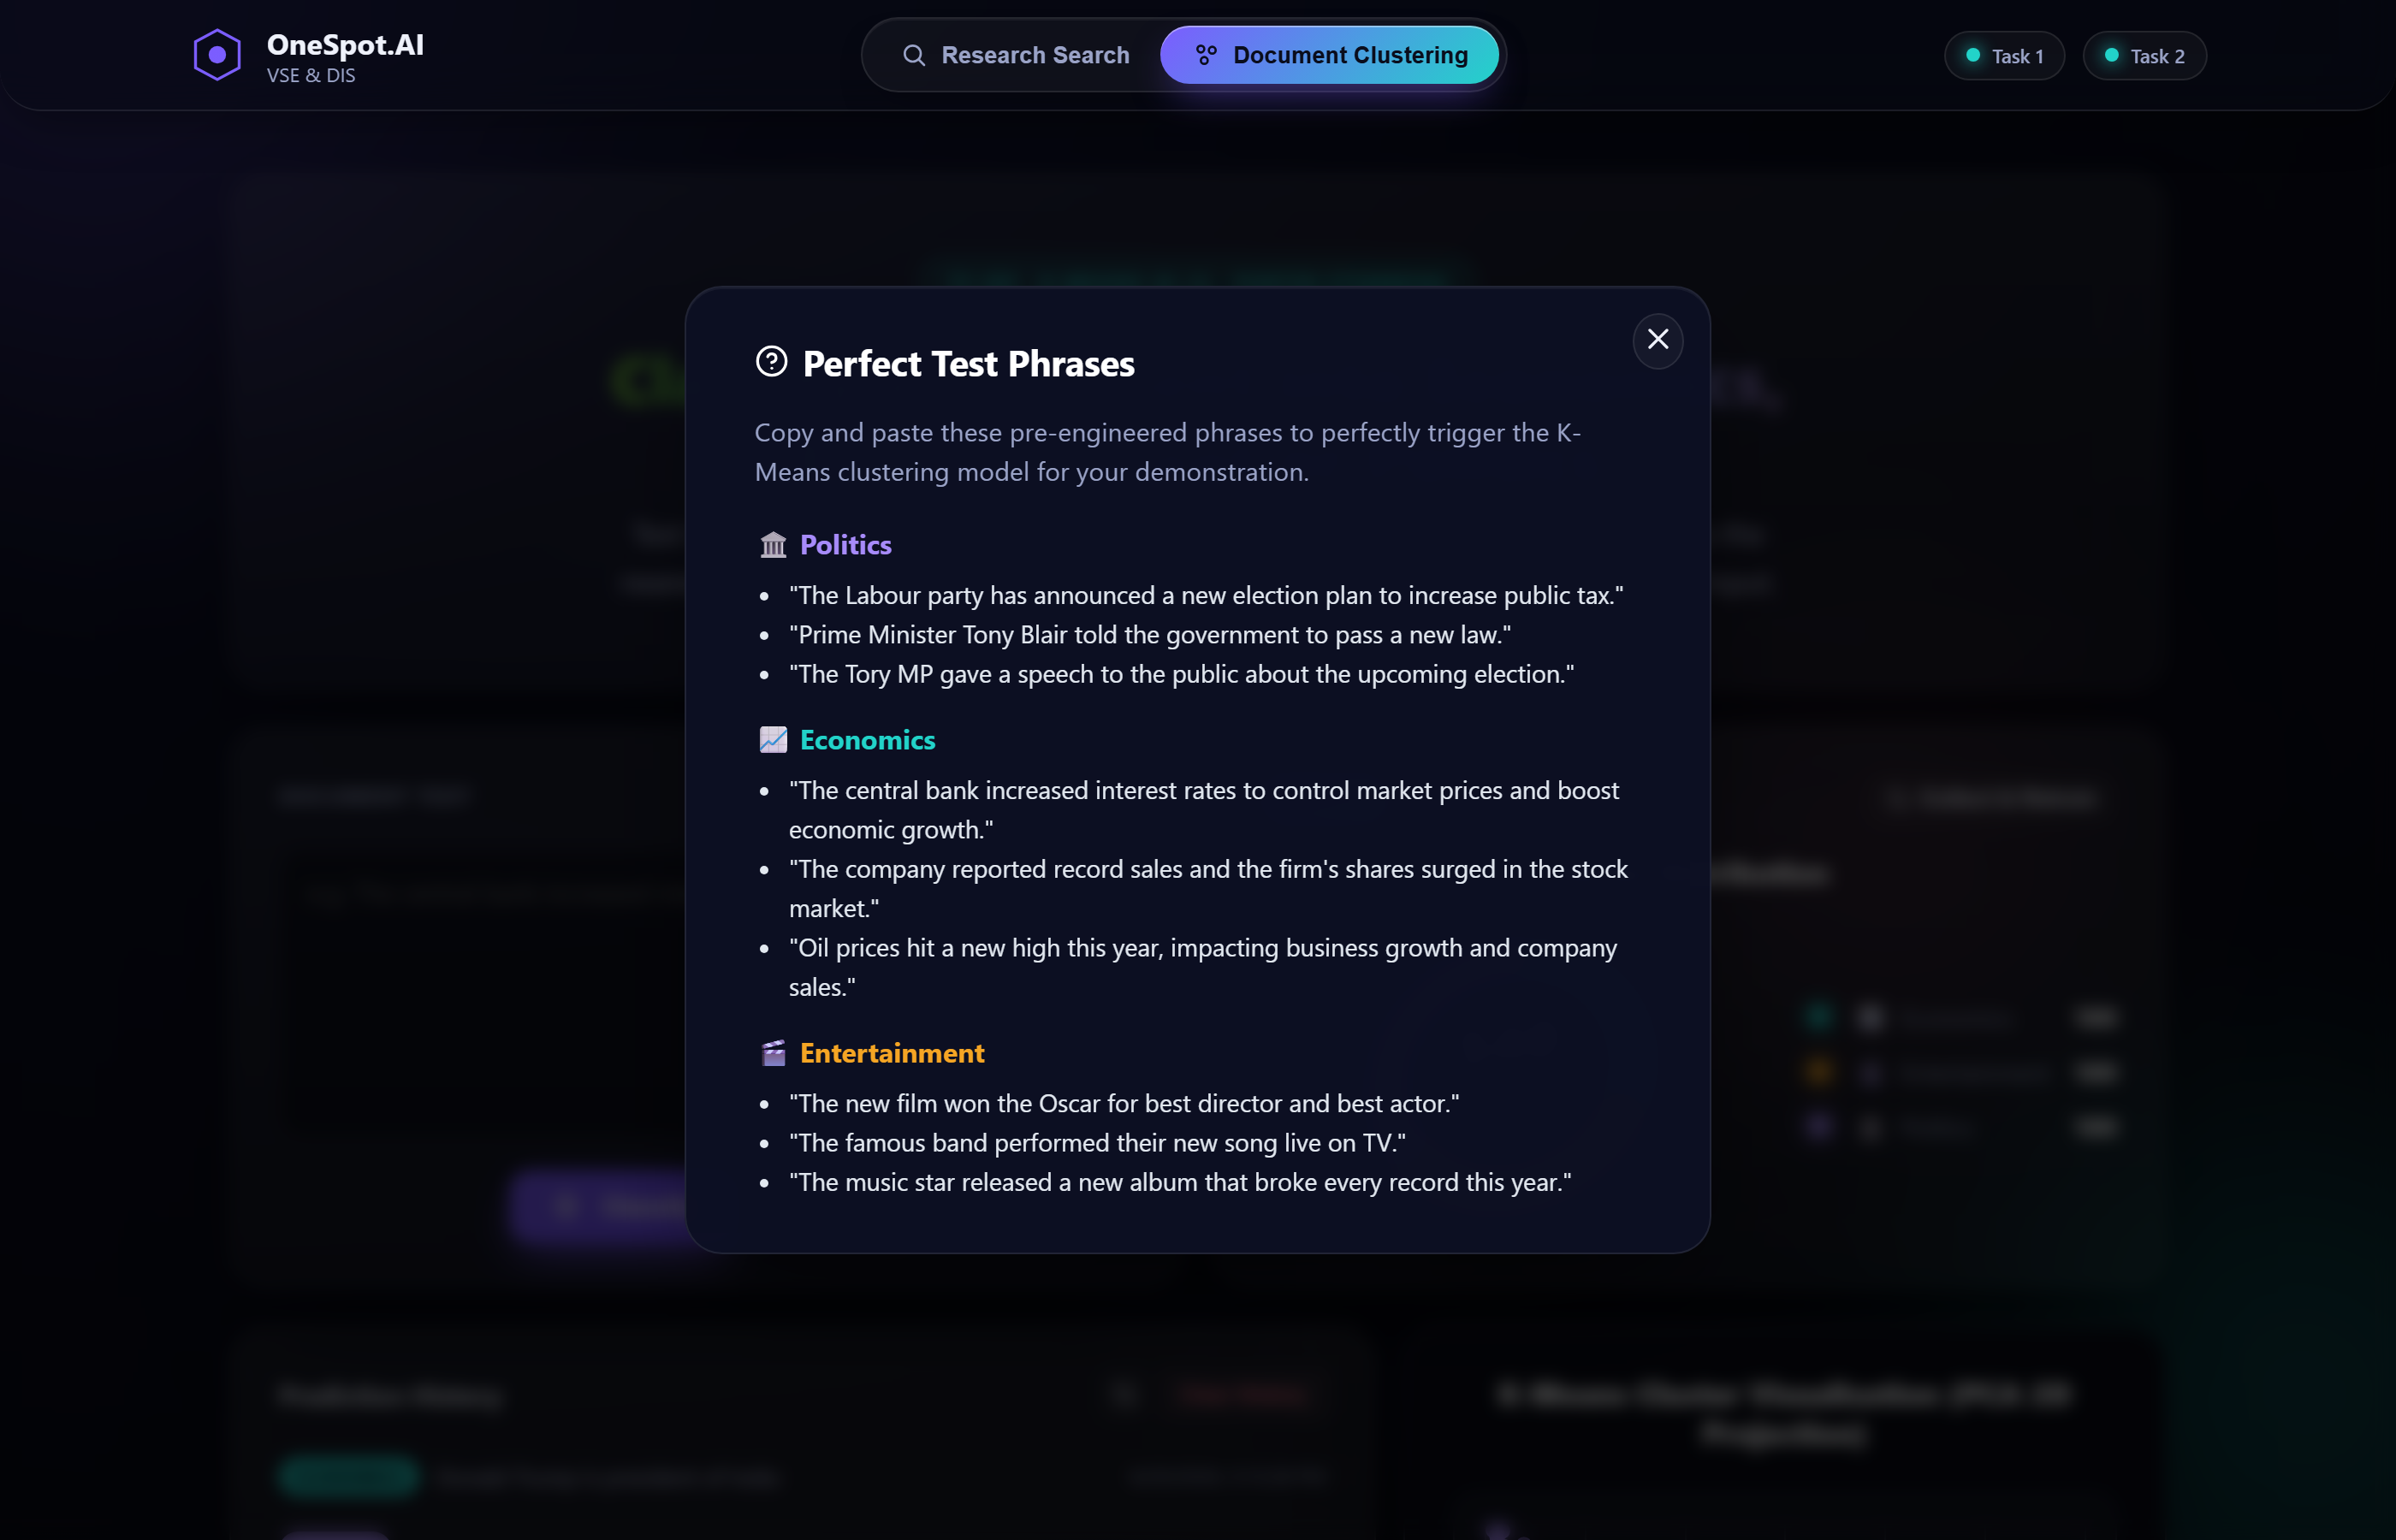 OneSpot.AI
VSE & DIS
Research Search
Document Clustering
Task 1
Task 2
Perfect Test Phrases
Copy and paste these pre-engineered phrases to perfectly trigger the K-
Means clustering model for your demonstration.
Politics
• "The Labour party has announced a new election plan to increase public tax."
• "Prime Minister Tony Blair told the government to pass a new law."
• "The Tory MP gave a speech to the public about the upcoming election."
Economics
• "The central bank increased interest rates to control market prices and boost
economic growth."
• "The company reported record sales and the firm's shares surged in the stock
market."
• "Oil prices hit a new high this year, impacting business growth and company
sales."
Entertainment
• "The new film won the Oscar for best director and best actor."
• "The famous band performed their new song live on TV."
• "The music star released a new album that broke every record this year."